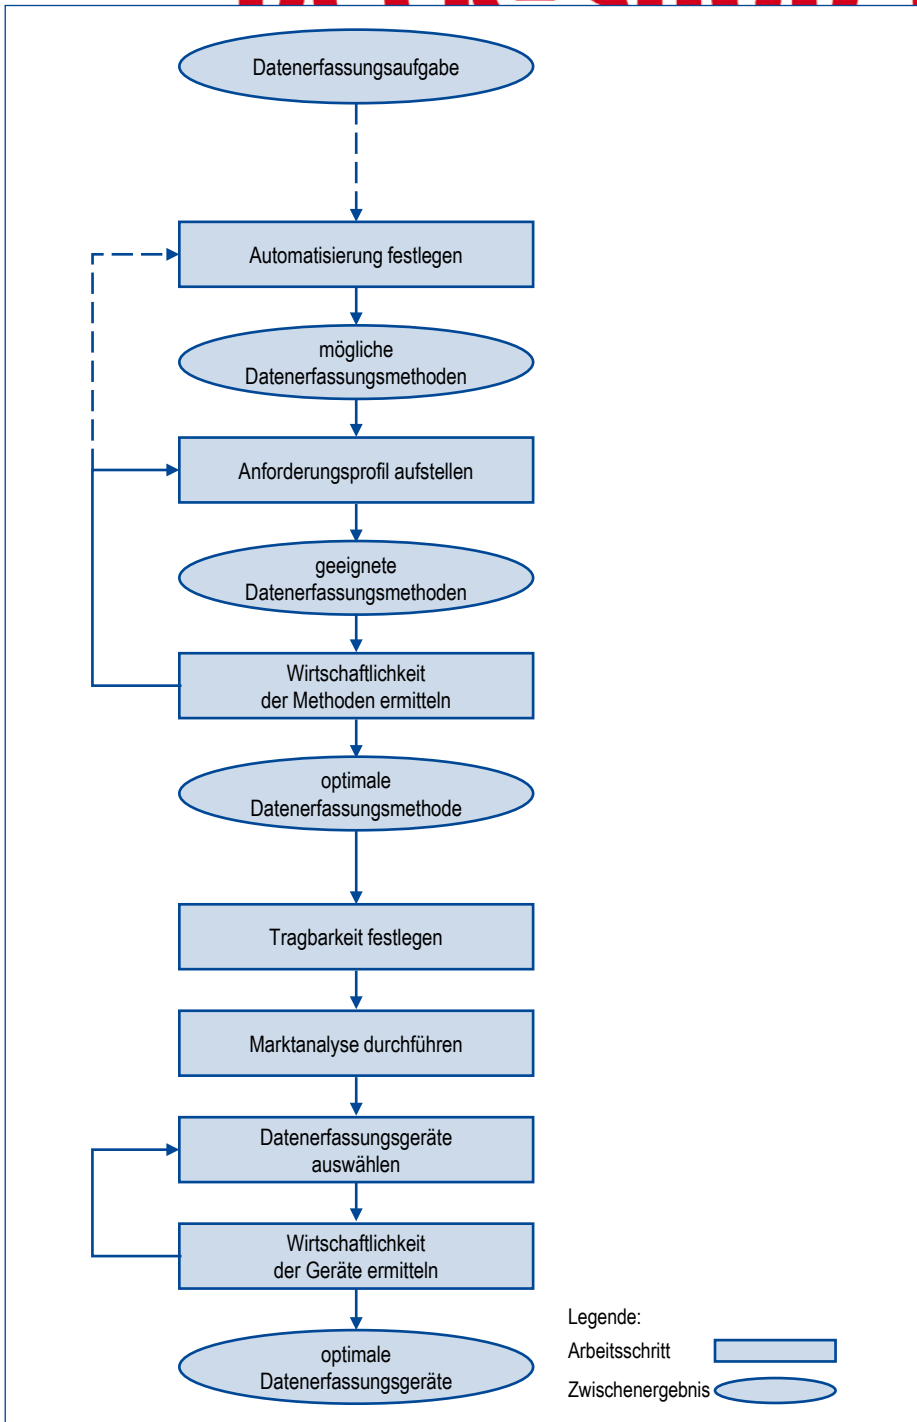 Datenerfassungsaufgabe
Automatisierung festlegen
mögliche
Datenerfassungsmethoden
Anforderungsprofil aufstellen
geeignete
Datenerfassungsmethoden
Wirtschaftlichkeit
der Methoden ermitteln
optimale
Datenerfassungsmethode
Tragbarkeit festlegen
Marktanalyse durchführen
Datenerfassungsgeräte
auswählen
Wirtschaftlichkeit
der Geräte ermitteln
optimale
Datenerfassungsgeräte
Legende:
Arbeitsschritt
Zwischenergebnis